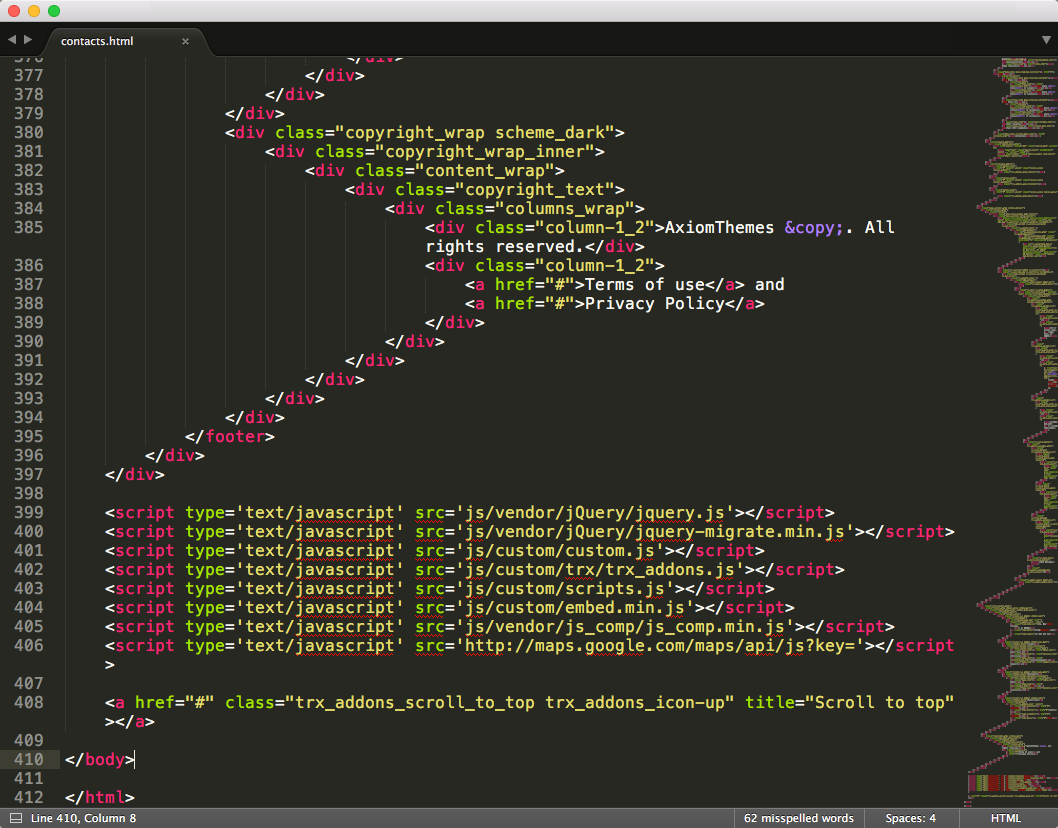 contacts.html ×
376 </div>
377 </div>
378 </div>
379 </div>
380 <div class="copyright_wrap scheme_dark">
381 <div class="copyright_wrap_inner">
382 <div class="content_wrap">
383 <div class="copyright_text">
384 <div class="columns_wrap">
385 <div class="column-1_2">AxiomThemes &copy;. All
rights reserved.</div>
386 <div class="column-1_2">
387 <a href="#">Terms of use</a> and
388 <a href="#">Privacy Policy</a>
389 </div>
390 </div>
391 </div>
392 </div>
393 </div>
394 </div>
395 </footer>
396 </div>
397 </div>
398
399 <script type='text/javascript' src='js/vendor/jQuery/jquery.js'></script>
400 <script type='text/javascript' src='js/vendor/jQuery/jquery-migrate.min.js'></script>
401 <script type='text/javascript' src='js/custom/custom.js'></script>
402 <script type='text/javascript' src='js/custom/trx/trx_addons.js'></script>
403 <script type='text/javascript' src='js/custom/scripts.js'></script>
404 <script type='text/javascript' src='js/custom/embed.min.js'></script>
405 <script type='text/javascript' src='js/vendor/js_comp/js_comp.min.js'></script>
406 <script type='text/javascript' src='http://maps.google.com/maps/api/js?key='></script
>
407
408 <a href="#" class="trx_addons_scroll_to_top trx_addons_icon-up" title="Scroll to top"
></a>
409
410 </body>
411
412 </html>
Line 410, Column 8 62 misspelled words Spaces: 4 HTML